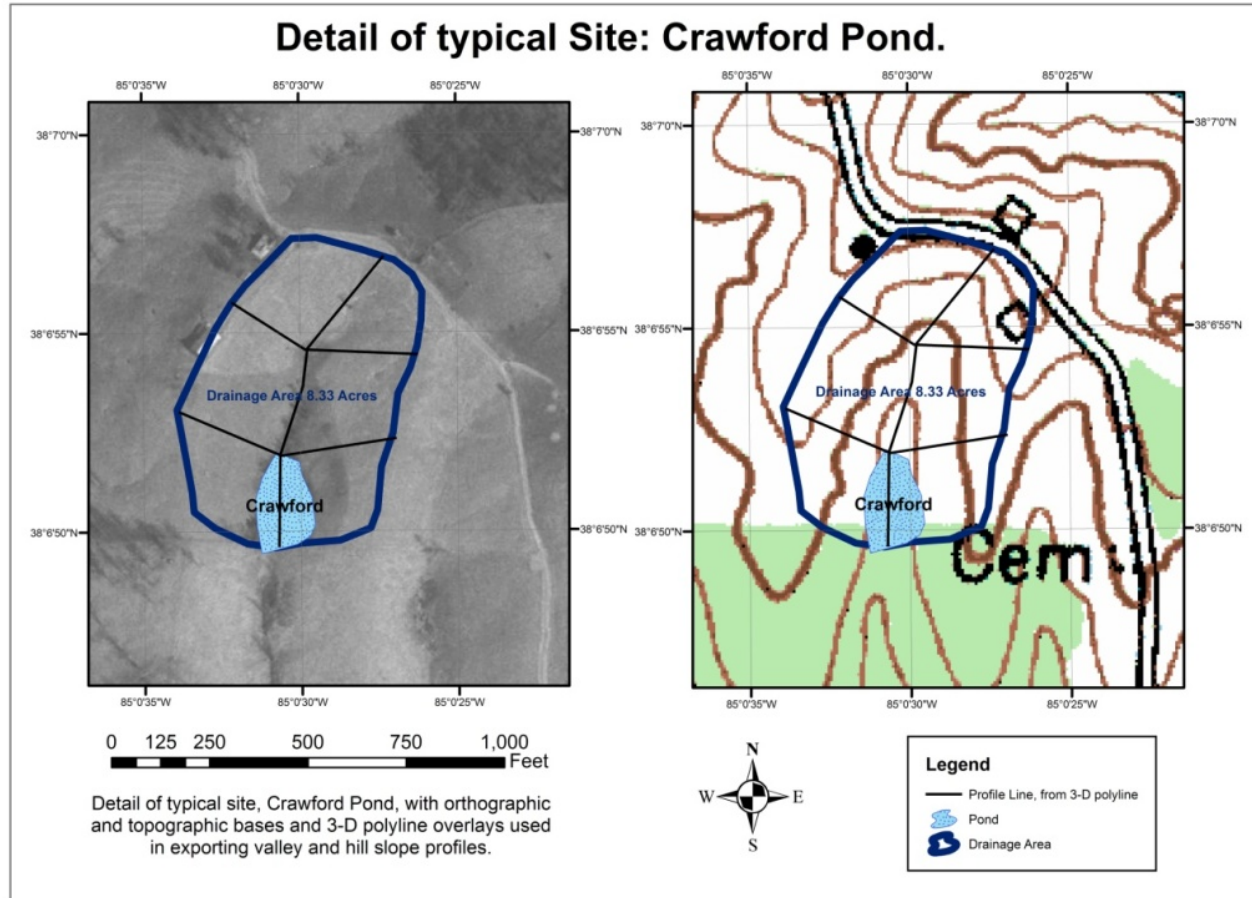 Detail of typical Site: Crawford Pond.
85°0'35"W 85°0'30"W 85°0'25"W
38°7'0"N 38°7'0"N
38°6'55"N 38°6'55"N
Drainage Area 8.33 Acres
Crawford
38°6'50"N 38°6'50"N
85°0'35"W 85°0'30"W 85°0'25"W
85°0'35"W 85°0'30"W 85°0'25"W
38°7'0"N 38°7'0"N
38°6'55"N 38°6'55"N
Drainage Area 8.33 Acres
Crawford
38°6'50"N 38°6'50"N
Cem
85°0'35"W 85°0'30"W 85°0'25"W
0 125 250 500 750 1,000
Feet
Detail of typical site, Crawford Pond, with orthographic
and topographic bases and 3-D polyline overlays used
in exporting valley and hill slope profiles.
N
W E
S
Legend
Profile Line, from 3-D polyline
Pond
Drainage Area